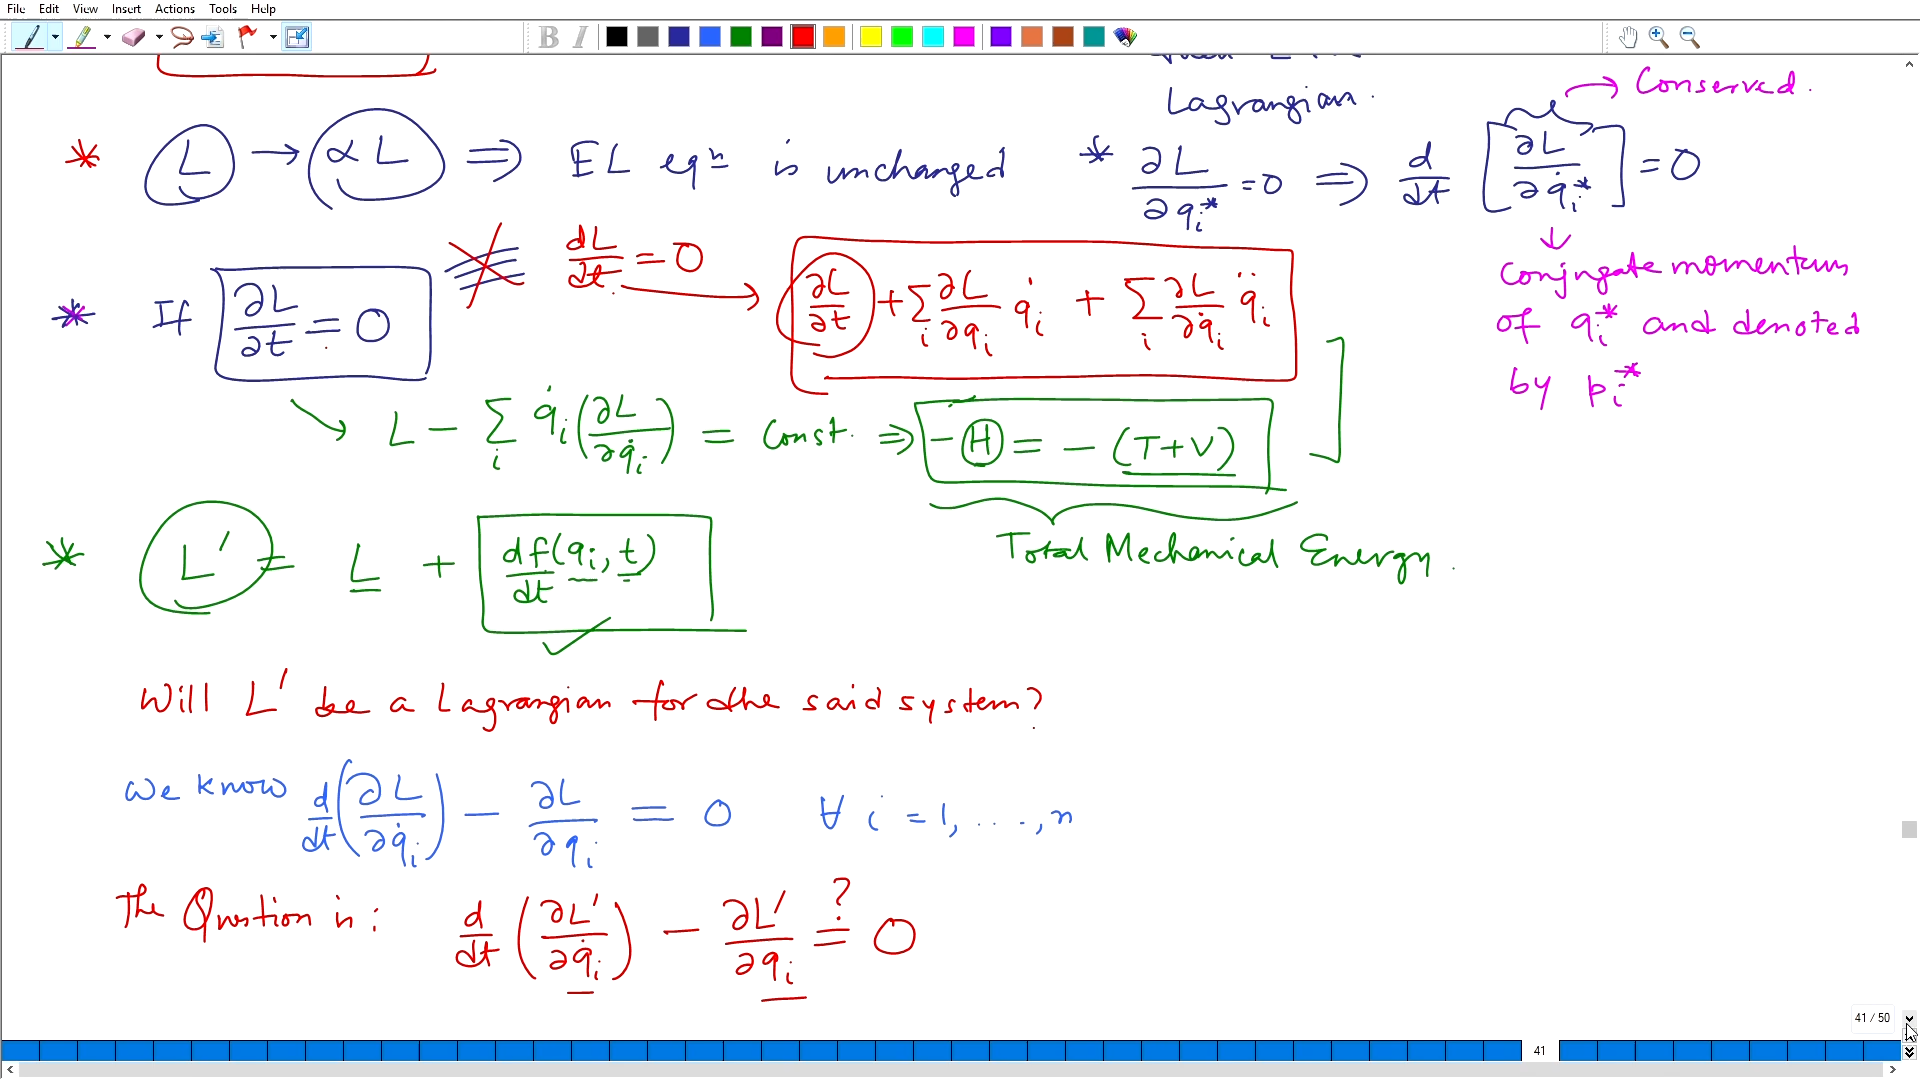 File Edit View Insert Actions Tools Help
B I
Lagrangian.
* L → αL ⇒ EL eqⁿ is unchanged
* ∂L/∂qᵢ* = 0 ⇒ d/dt [∂L/∂q̇ᵢ*] = 0
→ Conserved.
↓
Conjugate momentum
of qᵢ* and denoted
by pᵢ*
* If ∂L/∂t = 0
dL/dt = 0 → ∂L/∂t + Σᵢ ∂L/∂qᵢ q̇ᵢ + Σᵢ ∂L/∂q̇ᵢ q̈ᵢ
↘ L − Σᵢ q̇ᵢ (∂L/∂q̇ᵢ) = Const. ⇒ −H = −(T+V)
Total Mechanical Energy.
* L′ = L + df(qᵢ, t)/dt ✓
Will L′ be a Lagrangian for the said system?
We know d/dt (∂L/∂q̇ᵢ) − ∂L/∂qᵢ = 0 ∀ i = 1, ..., n
The Question is: d/dt (∂L′/∂q̇ᵢ) − ∂L′/∂qᵢ =? 0
41 / 50
41